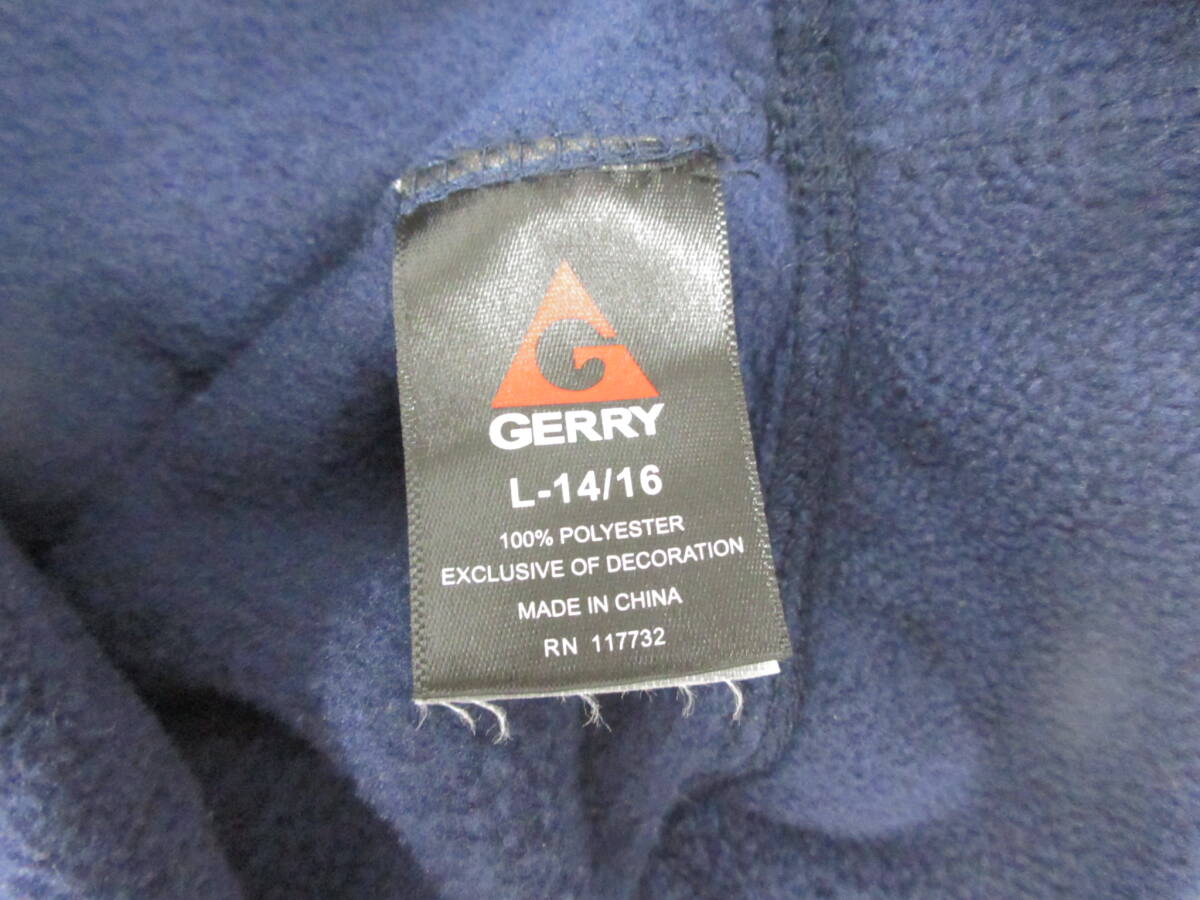 G
GERRY
L-14/16
100% POLYESTER
EXCLUSIVE OF DECORATION
MADE IN CHINA
RN 117732